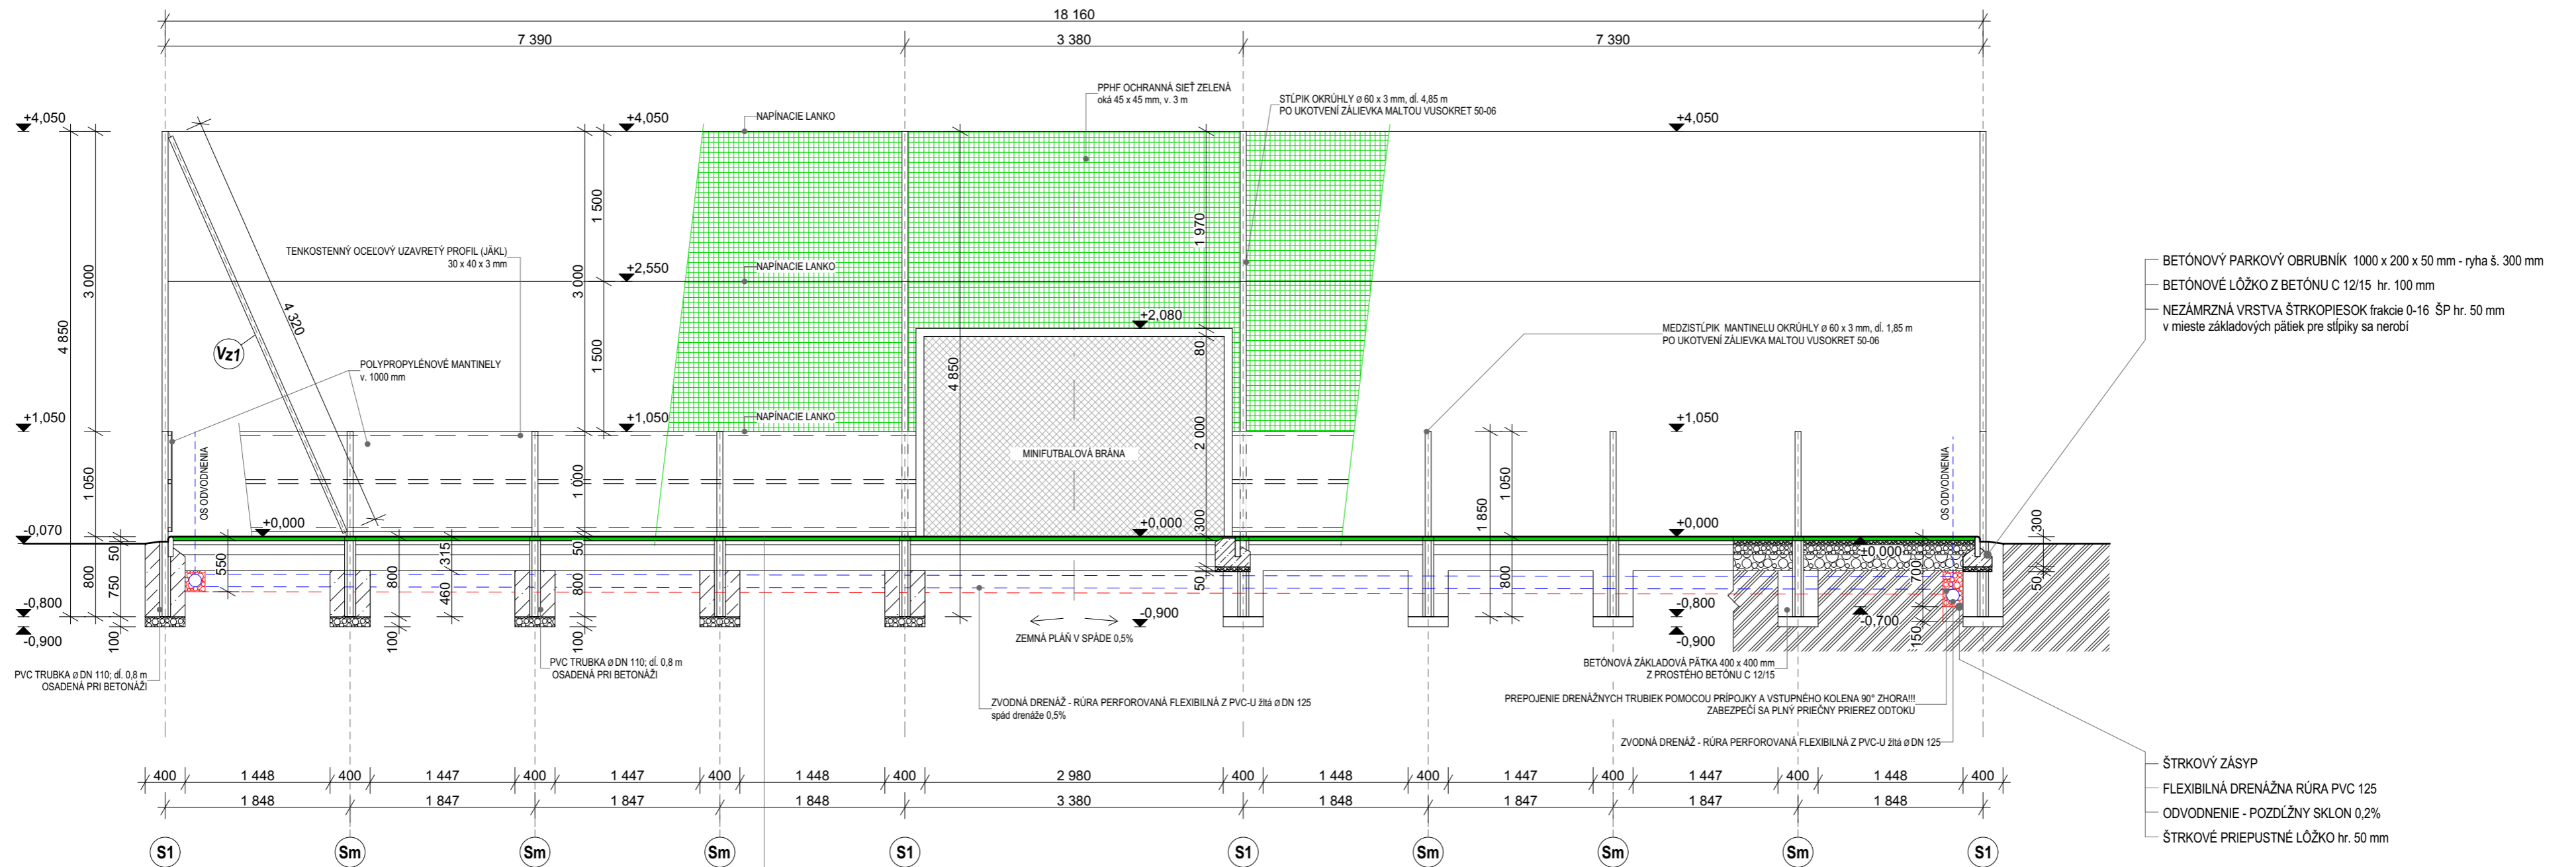 18 160
7 390
3 380
7 390
PPHF OCHRANNÁ SIEŤ ZELENÁ
oká 45 x 45 mm, v. 3 m
STĹPIK OKRÚHLY ø 60 x 3 mm, dĺ. 4,85 m
PO UKOTVENÍ ZÁLIEVKA MALTOU VUSOKRET 50-06
+4,050
NAPÍNACIE LANKO
+4,050
+4,050
1 500
1 970
TENKOSTENNÝ OCEĽOVÝ UZAVRETÝ PROFIL (JÄKL)
30 x 40 x 3 mm
+2,550
NAPÍNACIE LANKO
3 000
3 000
4 850
4 320
Vz1
1 500
+2,080
80
4 850
MEDZISTĹPIK MANTINELU OKRÚHLY ø 60 x 3 mm, dĺ. 1,85 m
PO UKOTVENÍ ZÁLIEVKA MALTOU VUSOKRET 50-06
BETÓNOVÝ PARKOVÝ OBRUBNÍK 1000 x 200 x 50 mm - ryha š. 300 mm
BETÓNOVÉ LÔŽKO Z BETÓNU C 12/15 hr. 100 mm
NEZÁMRZNÁ VRSTVA ŠTRKOPIESOK frakcie 0-16 ŠP hr. 50 mm
v mieste základových pätiek pre stĺpiky sa nerobí
POLYPROPYLÉNOVÉ MANTINELY
v. 1000 mm
+1,050
+1,050
NAPÍNACIE LANKO
+1,050
2 000
MINIFUTBALOVÁ BRÁNA
OS ODVODNENIA
OS ODVODNENIA
1 050
1 000
1 850
1 050
-0,070
+0,000
+0,000
+0,000
±0,000
300
300
50
550
315
50
800
750
800
460
800
50
800
700
50
-0,800
-0,900
100
100
100
-0,900
-0,800
-0,900
-0,700
150
ZEMNÁ PLÁŇ V SPÁDE 0,5%
PVC TRUBKA ø DN 110; dĺ. 0,8 m
OSADENÁ PRI BETONÁŽI
PVC TRUBKA ø DN 110; dĺ. 0,8 m
OSADENÁ PRI BETONÁŽI
BETÓNOVÁ ZÁKLADOVÁ PÄTKA 400 x 400 mm
Z PROSTÉHO BETÓNU C 12/15
ZVODNÁ DRENÁŽ - RÚRA PERFOROVANÁ FLEXIBILNÁ Z PVC-U žltá ø DN 125
spád drenáže 0,5%
PREPOJENIE DRENÁŽNYCH TRUBIEK POMOCOU PRÍPOJKY A VSTUPNÉHO KOLENA 90° ZHORA!!!
ZABEZPEČÍ SA PLNÝ PRIEČNY PRIEREZ ODTOKU
ZVODNÁ DRENÁŽ - RÚRA PERFOROVANÁ FLEXIBILNÁ Z PVC-U žltá ø DN 125
ŠTRKOVÝ ZÁSYP
FLEXIBILNÁ DRENÁŽNA RÚRA PVC 125
ODVODNENIE - POZDĹŽNY SKLON 0,2%
ŠTRKOVÉ PRIEPUSTNÉ LÔŽKO hr. 50 mm
400 1 448 400 1 447 400 1 447 400 1 448 400 2 980 400 1 448 400 1 447 400 1 447 400 1 448 400
1 848 1 847 1 847 1 848 3 380 1 848 1 847 1 847 1 848
S1 Sm Sm Sm S1 S1 Sm Sm Sm S1